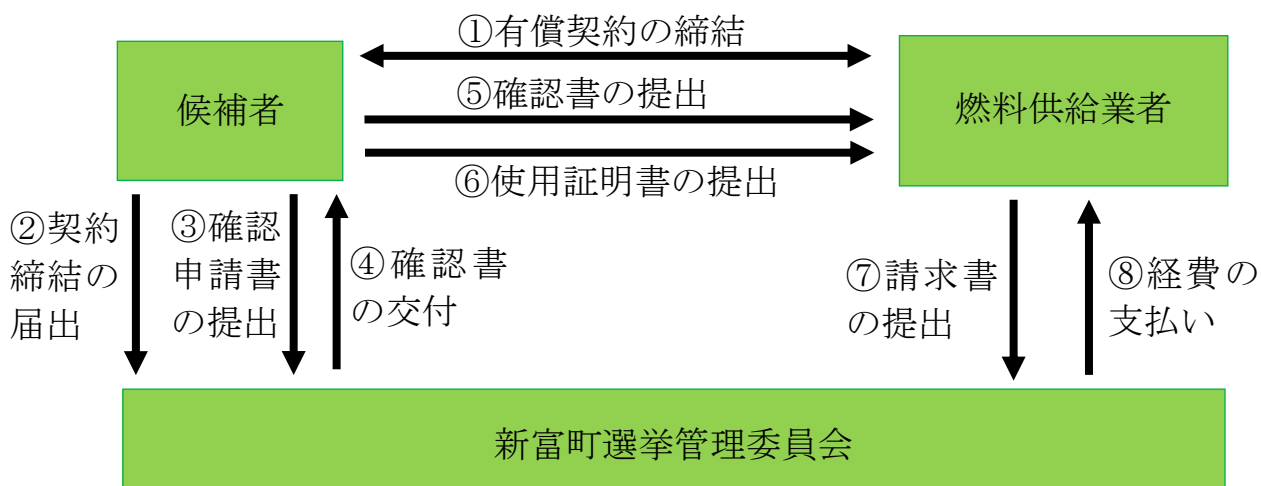 ①有償契約の締結
候補者
⑤確認書の提出
燃料供給業者
⑥使用証明書の提出
②契約
締結の
届出
③確認
申請書
の提出
④確認書
の交付
⑦請求書
の提出
⑧経費の
支払い
新富町選挙管理委員会